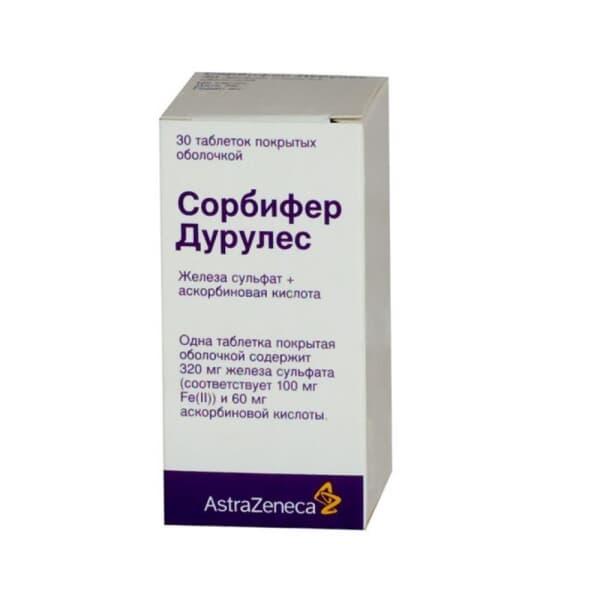 30 таблеток покрытых
оболочкой
Сорбифер
Дурулес
Железа сульфат +
аскорбиновая кислота
Одна таблетка покрытая
оболочкой содержит
320 мг железа сульфата
(соответствует 100 мг
Fe(II)) и 60 мг
аскорбиновой кислоты.
AstraZeneca